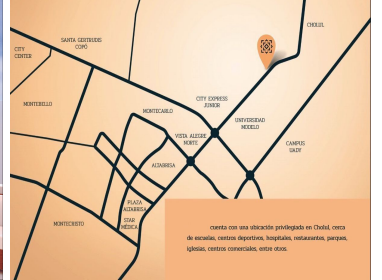 CHOLUL
SANTA GERTRUDIS
COPÓ
CITY
CENTER
CITY EXPRESS
JUNIOR
MONTEBELLO
MONTECARLO
UNIVERSIDAD
MODELO
VISTA ALEGRE
NORTE
CAMPUS
UADY
ALTABRISA
PLAZA
ALTABRISA
STAR
MÉDICA
MONTECRISTO
cuenta con una ubicación privilegiada en Cholul, cerca
de escuelas, centros deportivos, hospitales, restaurantes, parques,
iglesias, centros comerciales, entre otros.